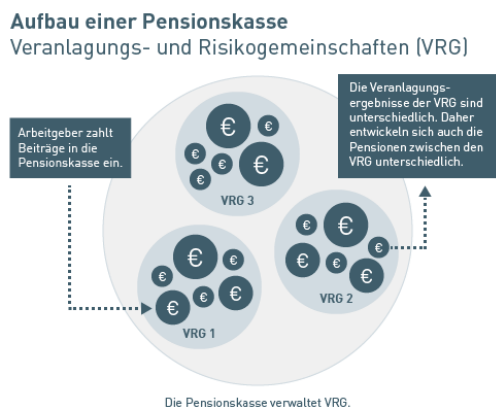 Aufbau einer Pensionskasse
Veranlagungs- und Risikogemeinschaften (VRG)
Arbeitgeber zahlt
Beiträge in die
Pensionskasse ein.
Die Veranlagungs-
ergebnisse der VRG sind
unterschiedlich. Daher
entwickeln sich auch die
Pensionen zwischen den
VRG unterschiedlich.
€ €
€ € €
€
VRG 3
€ €
€ € €
€
VRG 1
€ €
€ € €
€
VRG 2
Die Pensionskasse verwaltet VRG.